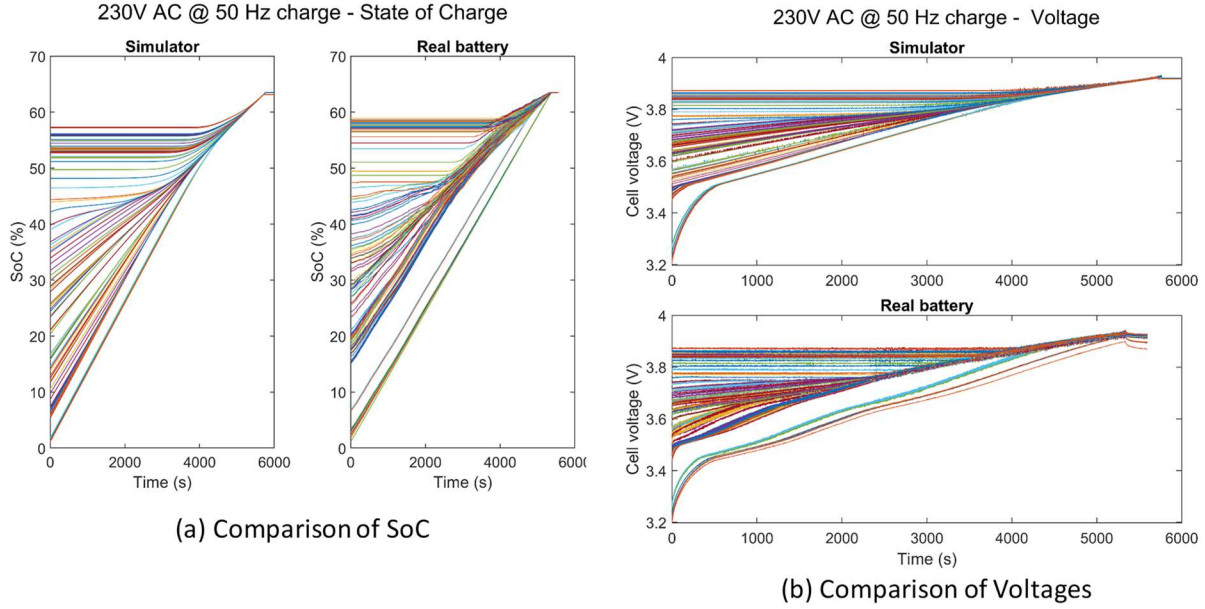 230V AC @ 50 Hz charge - State of Charge
Simulator
Real battery
SoC (%)
70
60
50
40
30
20
10
0
0 2000 4000 6000
Time (s)
SoC (%)
70
60
50
40
30
20
10
0
0 2000 4000 600
Time (s)
(a) Comparison of SoC
230V AC @ 50 Hz charge - Voltage
Simulator
Cell voltage (V)
4
3.8
3.6
3.4
3.2
0 1000 2000 3000 4000 5000 6000
Real battery
Cell voltage (V)
4
3.8
3.6
3.4
3.2
0 1000 2000 3000 4000 5000 6000
Time (s)
(b) Comparison of Voltages